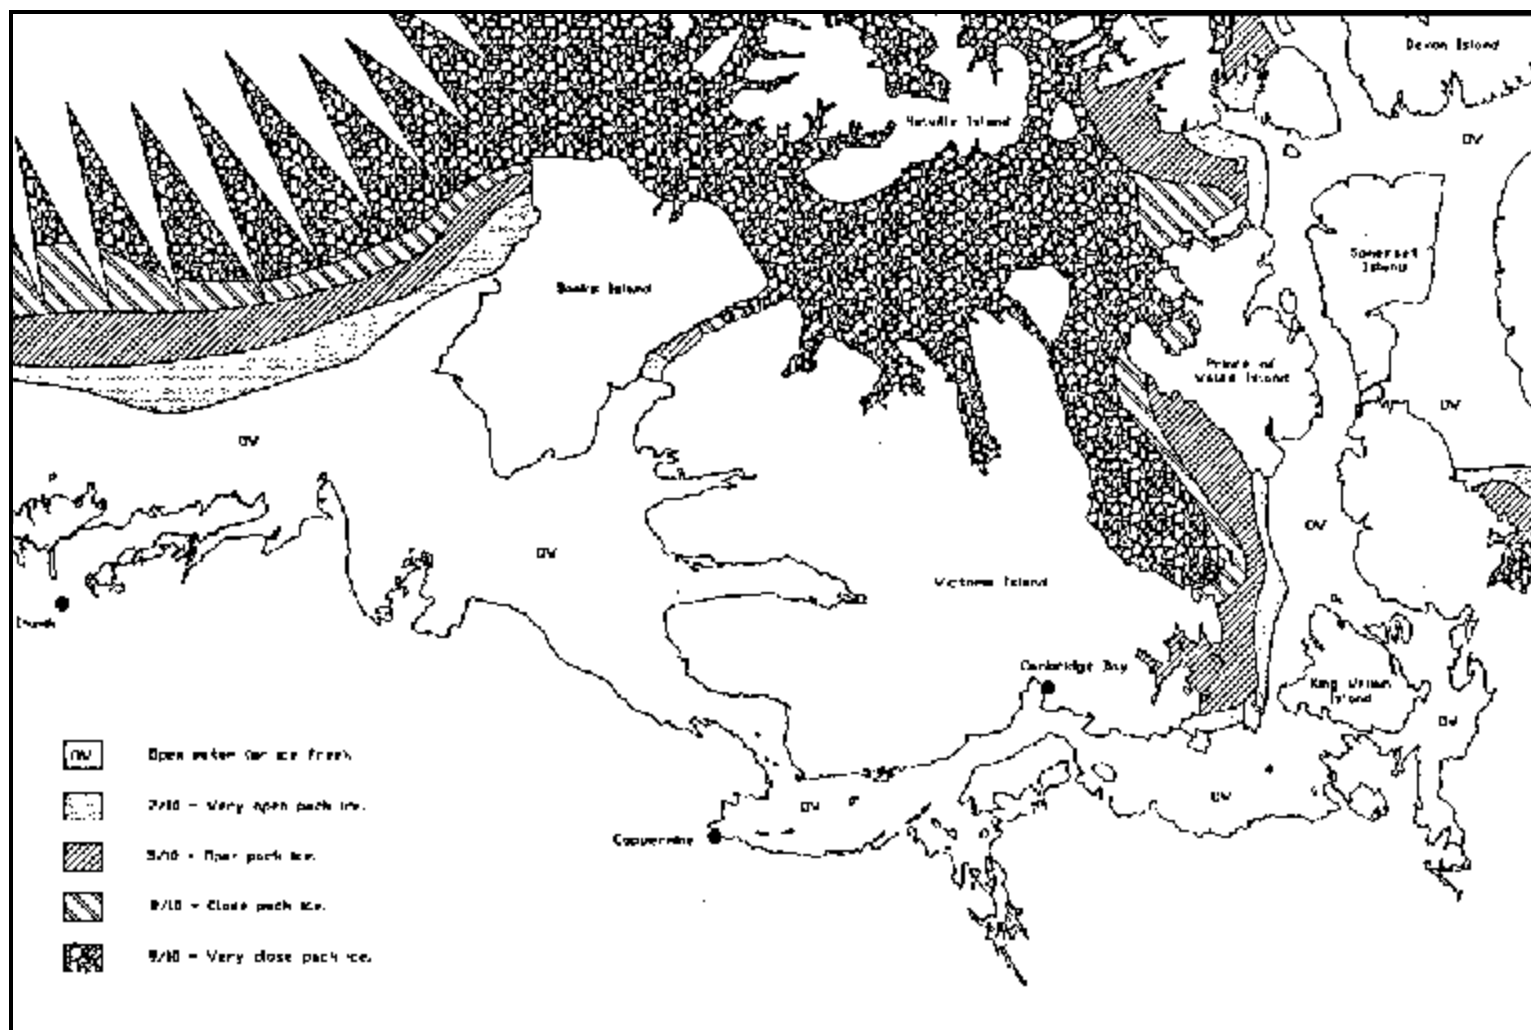 Devon Island
Melville Island
OW
Somerset
Island
Banks Island
Prince of
Wales Island
OW
OW
OW
OW
Victoria Island
Inuvik
Cambridge Bay
King William
Island
OW
OW Open water (or ice free).
2/10 - Very open pack ice.
OW
OW
Coppermine
5/10 - Open pack ice.
8/10 - Close pack ice.
9/10 - Very close pack ice.